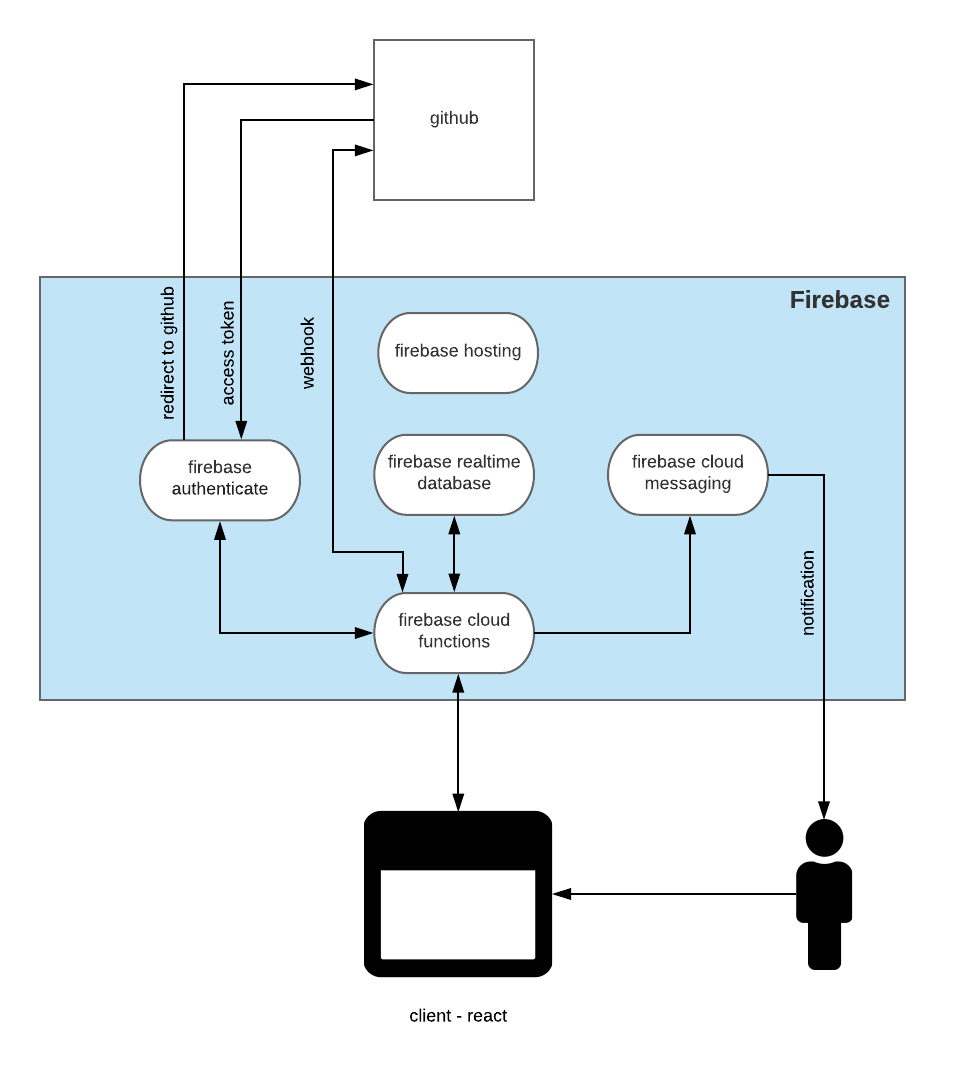 github
Firebase
redirect to github
access token
webhook
firebase hosting
firebase
authenticate
firebase realtime
database
firebase cloud
messaging
notification
firebase cloud
functions
client - react